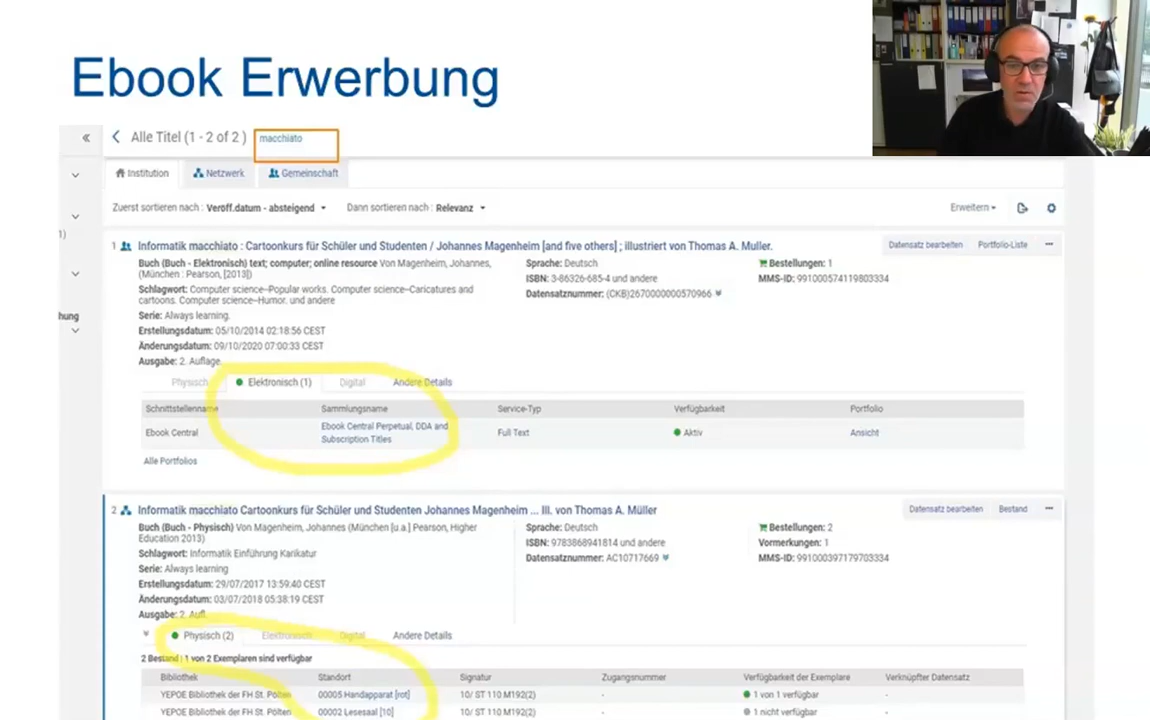 Ebook Erwerbung
« Alle Titel (1 - 2 of 2 ) macchiato
Institution Netzwerk Gemeinschaft
Zuerst sortieren nach : Veröff.datum - absteigend Dann sortieren nach : Relevanz Erweitern
1)
1 Informatik macchiato : Cartoonkurs für Schüler und Studenten / Johannes Magenheim [and five others] ; illustriert von Thomas A. Muller. Datensatz bearbeiten Portfolio-Liste
Buch (Buch - Elektronisch) text; computer; online resource Von Magenheim, Johannes,
(München : Pearson, [2013])
Schlagwort: Computer science--Popular works. Computer science--Caricatures and
cartoons. Computer science--Humor. und andere
Serie: Always learning.
Erstellungsdatum: 05/10/2014 02:18:56 CEST
Änderungsdatum: 09/10/2020 07:00:33 CEST
Ausgabe: 2. Auflage.
Sprache: Deutsch
ISBN: 3-86326-685-4 und andere
Datensatznummer: (CKB)2670000000570966
Bestellungen: 1
MMS-ID: 991000574119803334
hung
Physisch Elektronisch (1) Digital Andere Details
Schnittstellenname Sammlungsname Service-Typ Verfügbarkeit Portfolio
Ebook Central Ebook Central Perpetual, DDA and Subscription Titles Full Text Aktiv Ansicht
Alle Portfolios
2 Informatik macchiato Cartoonkurs für Schüler und Studenten Johannes Magenheim ... Ill. von Thomas A. Müller Datensatz bearbeiten Bestand
Buch (Buch - Physisch) Von Magenheim, Johannes (München [u.a.] Pearson, Higher
Education 2013)
Schlagwort: Informatik Einführung Karikatur
Serie: Always learning
Erstellungsdatum: 29/07/2017 13:59:40 CEST
Änderungsdatum: 03/07/2018 05:38:19 CEST
Ausgabe: 2. Aufl.
Sprache: Deutsch
ISBN: 9783868941814 und andere
Datensatznummer: AC10717669
Bestellungen: 2
Vormerkungen: 1
MMS-ID: 991000397179703334
Physisch (2) Elektronisch Digital Andere Details
2 Bestand | 1 von 2 Exemplaren sind verfügbar
Bibliothek Standort Signatur Zugangsnummer Verfügbarkeit der Exemplare Verknüpfter Datensatz
YEPOE Bibliothek der FH St. Pölten 00005 Handapparat [rot] 10/ ST 110 M192(2) - 1 von 1 verfügbar -
YEPOE Bibliothek der FH St. Pölten 00002 Lesesaal [10] 10/ ST 110 M192(2) - 1 nicht verfügbar -